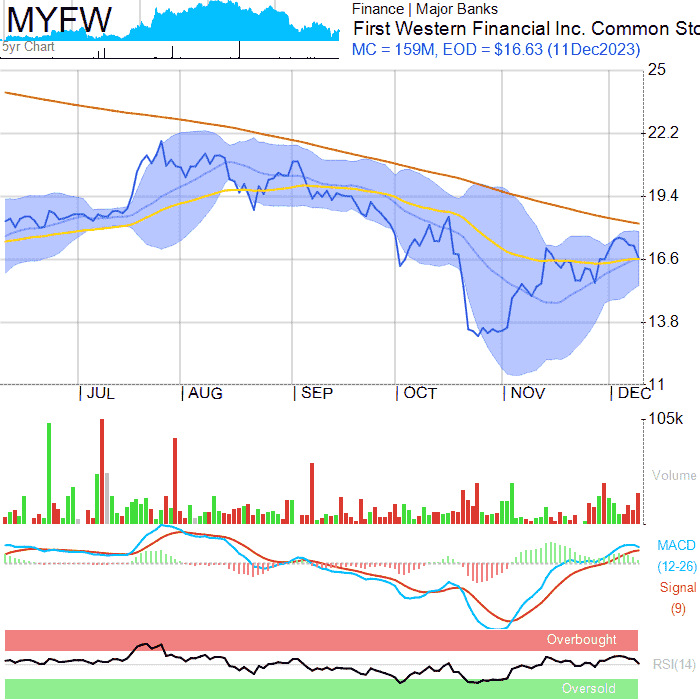 MYFW
5yr Chart
Finance | Major Banks
First Western Financial Inc. Common Sto
MC = 159M, EOD = $16.63 (11Dec2023)
25
22.2
19.4
16.6
13.8
11
JUL AUG SEP OCT NOV DEC
105k
Volume
MACD
(12-26)
Signal
(9)
Overbought
RSI(14)
Oversold